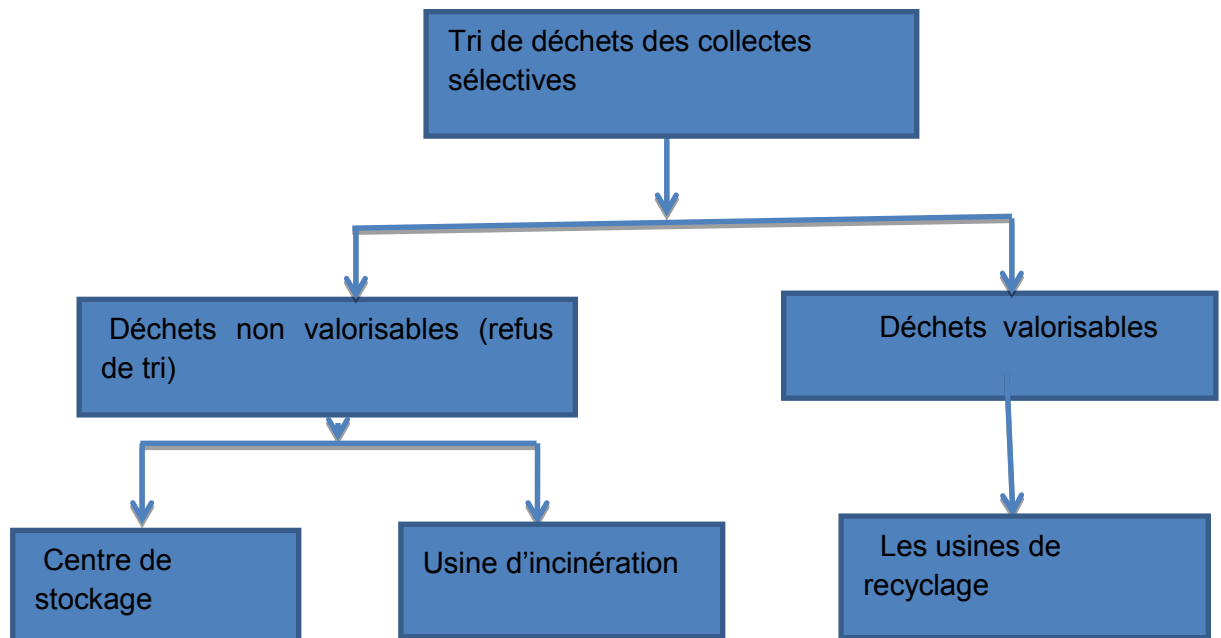 Tri de déchets des collectes
sélectives
Déchets non valorisables (refus
de tri)
Déchets valorisables
Centre de
stockage
Usine d’incinération
Les usines de
recyclage